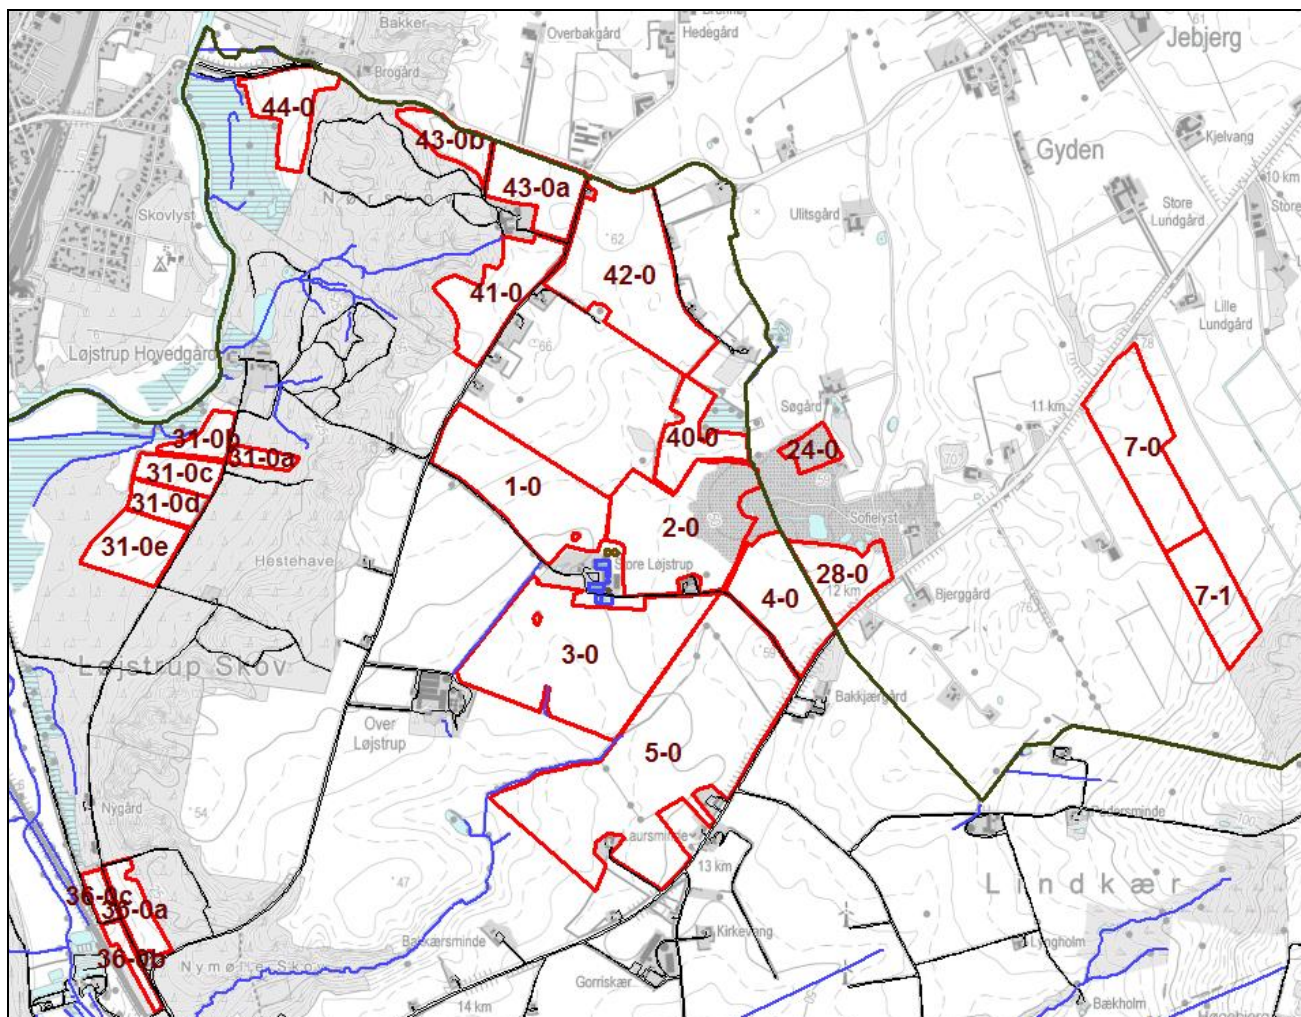 Bakker
Overbakgård
Hedegård
61
Jebjerg
Brogård
44-0
43-0b
Kjelvang
Gyden
10 km
43-0a
Skovlyst
Ulitsgård
Store
Lundgård
Store
62
42-0
41-0
Lille
Lundgård
66
78
Løjstrup Hovedgård
Søgård
11 km
31-0b
40-0
24-0
7-0
31-0a
31-0c
70
1-0
31-0d
2-0
Sofielyst
31-0e
Hestehave
Store Løjstrup
28-0
12 km
4-0
Bjerggård
7-1
76
3-0
59
Løjstrup Skov
Bakkjærgård
Over
Løjstrup
5-0
Nygård
54
Laursminde
100
13 km
47
Lindkær
36-0c
36-0a
Kirkevang
Lyngholm
36-0b
Nymølle Skov
Gorriskær
50
14 km
Bækholm